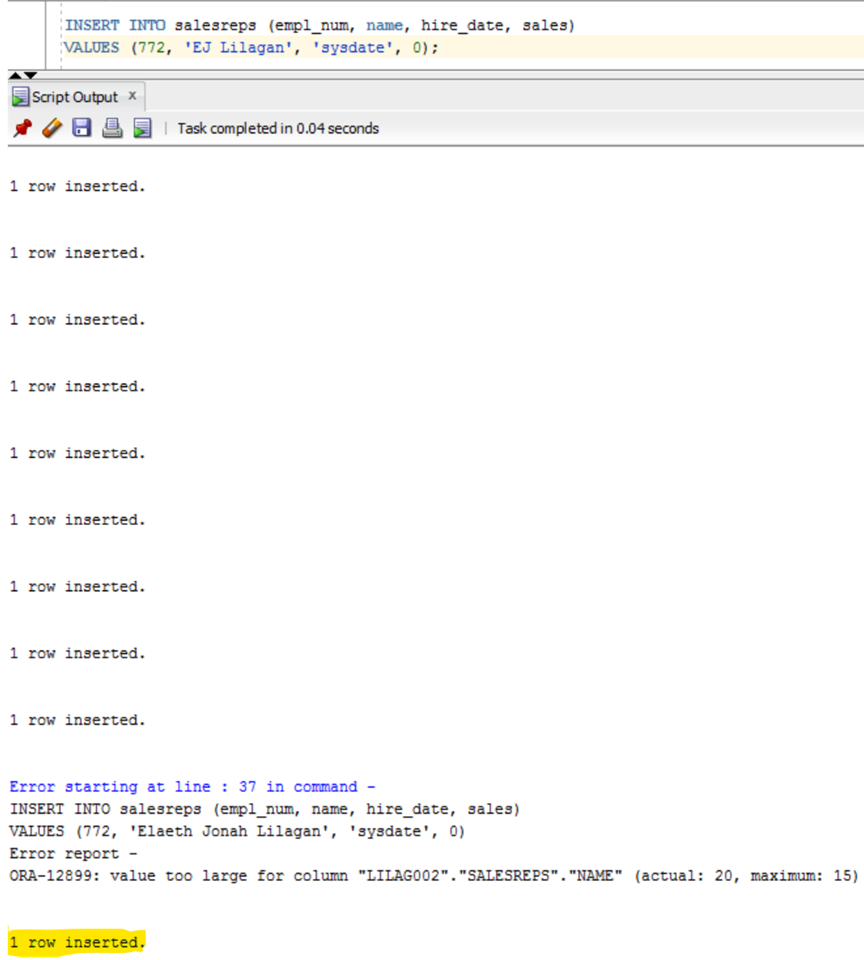 INSERT INTO salesreps (empl_num, name, hire_date, sales)
VALUES (772, 'EJ Lilagan', 'sysdate', 0);
Script Output x
Task completed in 0.04 seconds
1 row inserted.
1 row inserted.
1 row inserted.
1 row inserted.
1 row inserted.
1 row inserted.
1 row inserted.
1 row inserted.
1 row inserted.
Error starting at line : 37 in command -
INSERT INTO salesreps (empl_num, name, hire_date, sales)
VALUES (772, 'Elaeth Jonah Lilagan', 'sysdate', 0)
Error report -
ORA-12899: value too large for column "LILAG002"."SALESREPS"."NAME" (actual: 20, maximum: 15)
1 row inserted.